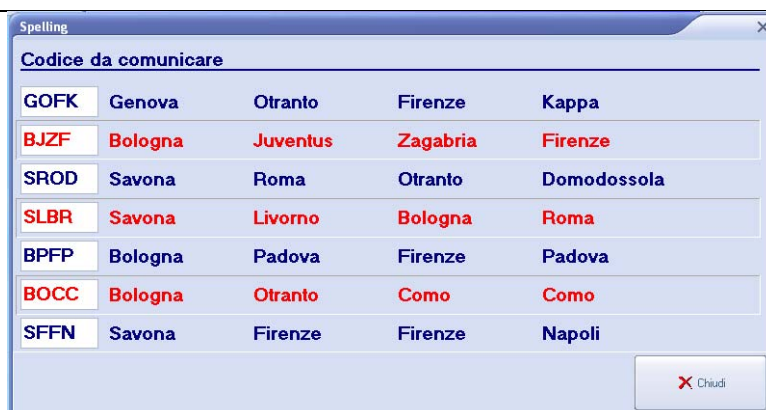 Spelling
Codice da comunicare
GOFK Genova Otranto Firenze Kappa
BJZF Bologna Juventus Zagabria Firenze
SROD Savona Roma Otranto Domodossola
SLBR Savona Livorno Bologna Roma
BPFP Bologna Padova Firenze Padova
BOCC Bologna Otranto Como Como
SFFN Savona Firenze Firenze Napoli
Chiudi